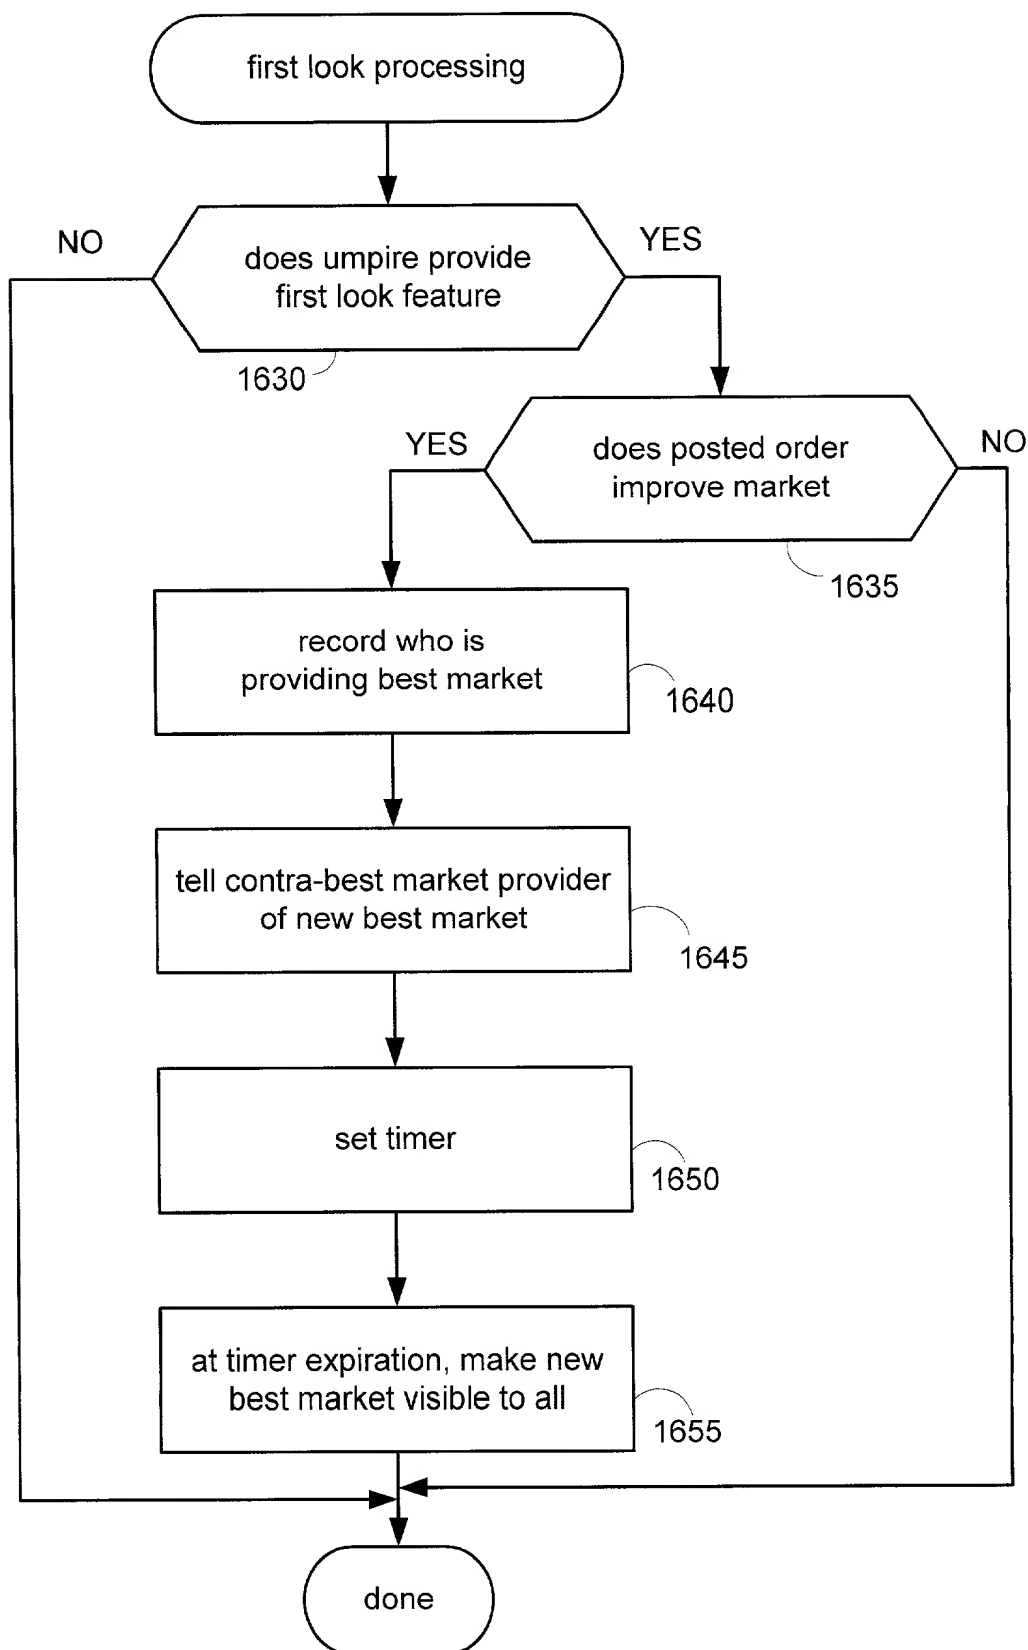 first look processing
NO
YES
does umpire provide
first look feature
1630
YES
NO
does posted order
improve market
1635
record who is
providing best market
1640
tell contra-best market provider
of new best market
1645
set timer
1650
at timer expiration, make new
best market visible to all
1655
done